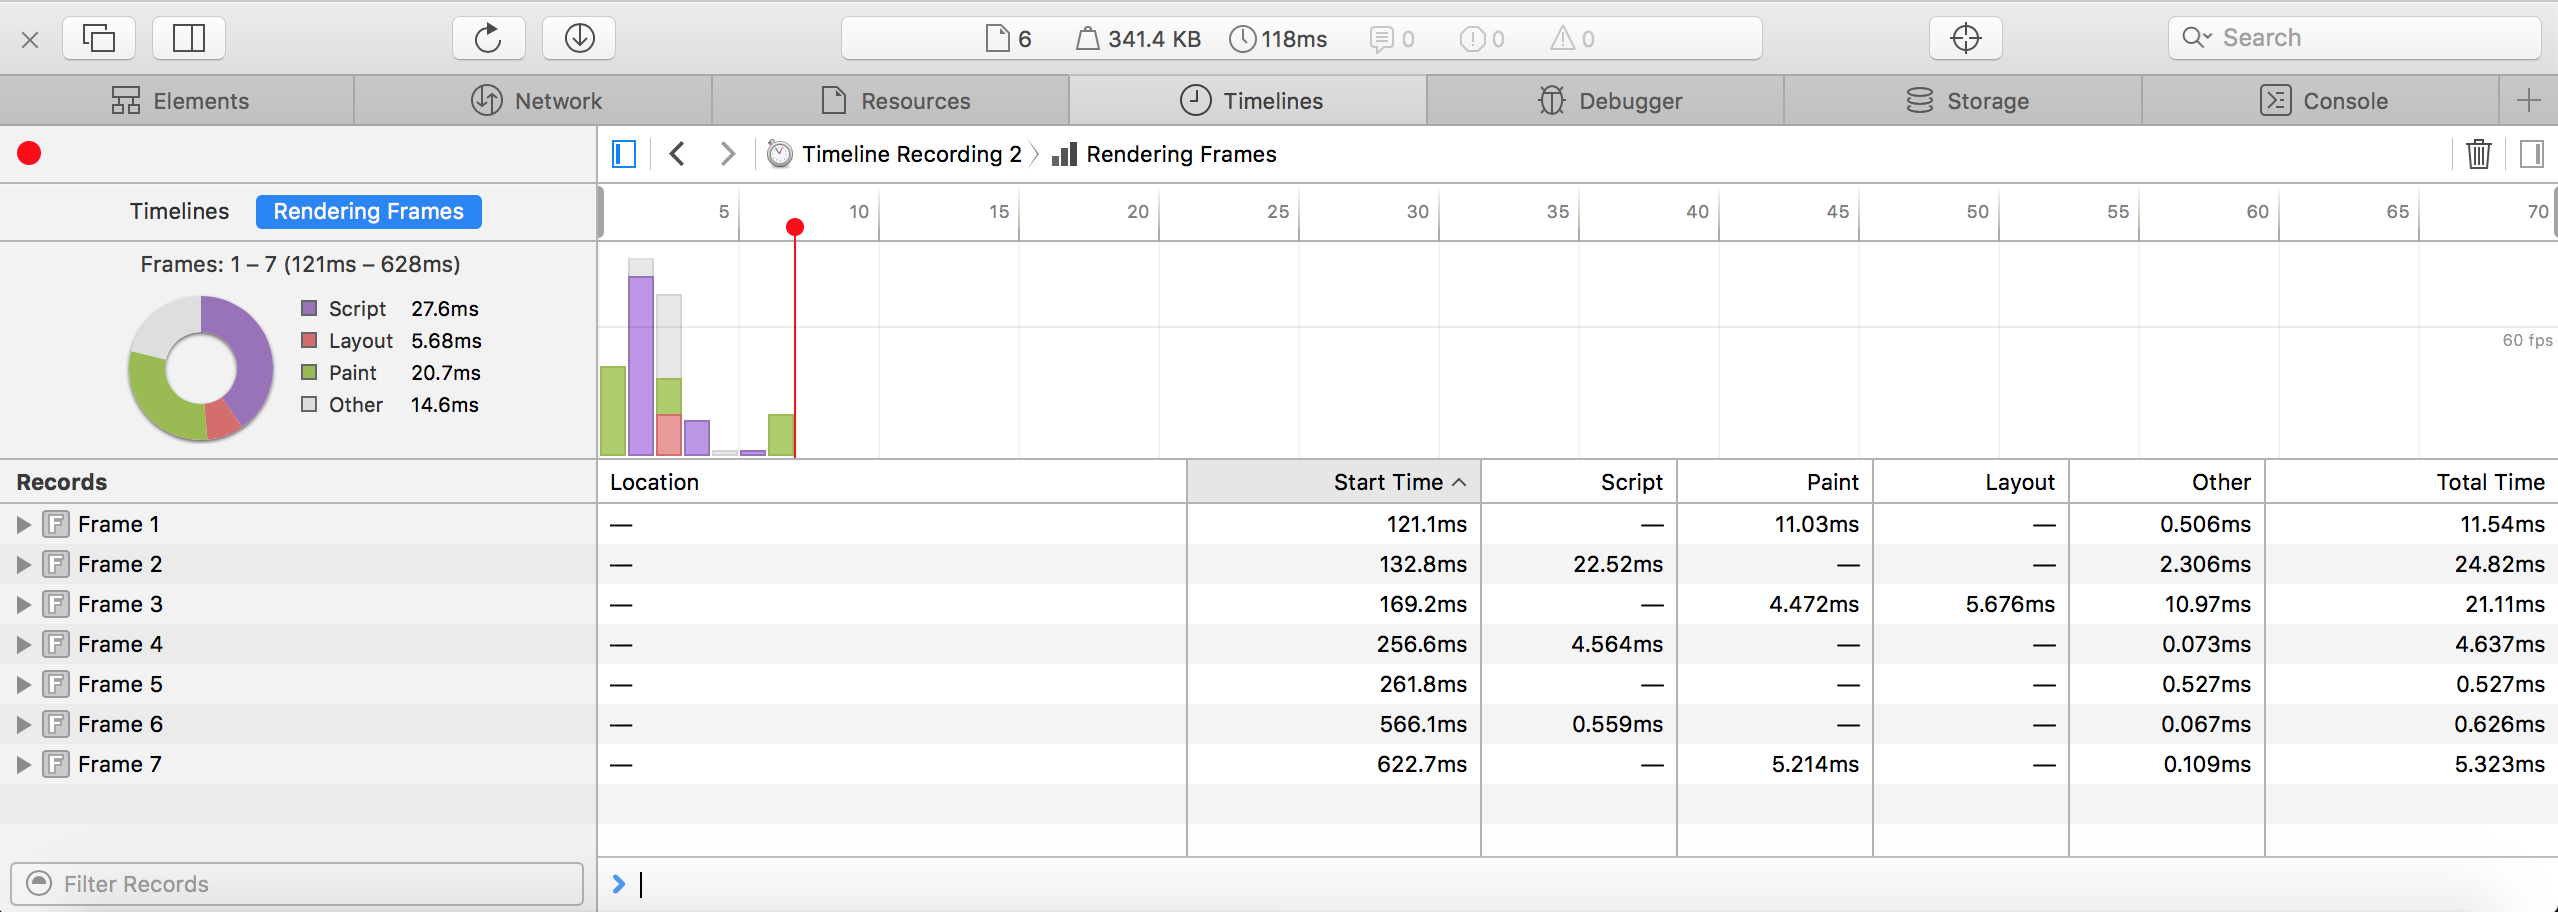 6 341.4 KB 118ms 0 0 0 Search
Elements Network Resources Timelines Debugger Storage Console
Timeline Recording 2 Rendering Frames
Timelines Rendering Frames
5 10 15 20 25 30 35 40 45 50 55 60 65 70
Frames: 1 – 7 (121ms – 628ms)
Script 27.6ms
Layout 5.68ms
Paint 20.7ms
Other 14.6ms
60 fps
Records Location Start Time Script Paint Layout Other Total Time
Frame 1 — 121.1ms — 11.03ms — 0.506ms 11.54ms
Frame 2 — 132.8ms 22.52ms — — 2.306ms 24.82ms
Frame 3 — 169.2ms — 4.472ms 5.676ms 10.97ms 21.11ms
Frame 4 — 256.6ms 4.564ms — — 0.073ms 4.637ms
Frame 5 — 261.8ms — — — 0.527ms 0.527ms
Frame 6 — 566.1ms 0.559ms — — 0.067ms 0.626ms
Frame 7 — 622.7ms — 5.214ms — 0.109ms 5.323ms
Filter Records